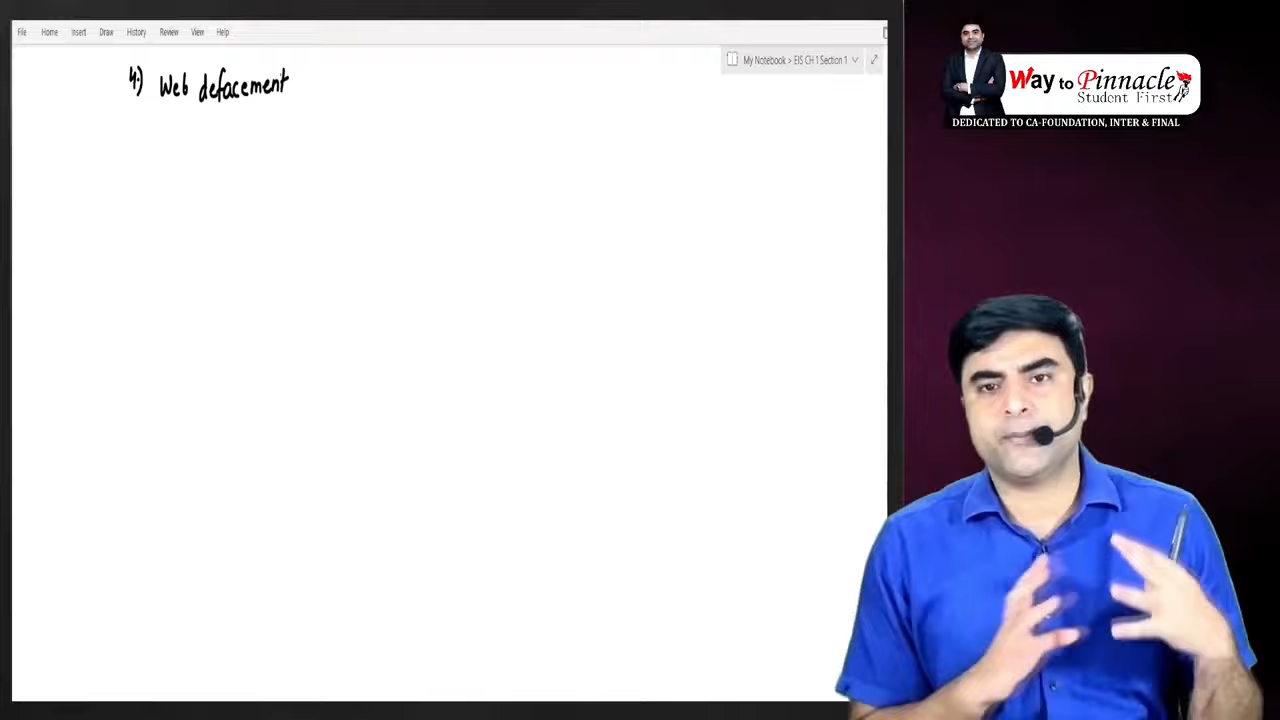 File Home Insert Draw History Review View Help
My Notebook > EIS CH 1 Section 1
4) Web defacement
Way to Pinnacle
Student First
DEDICATED TO CA-FOUNDATION, INTER & FINAL